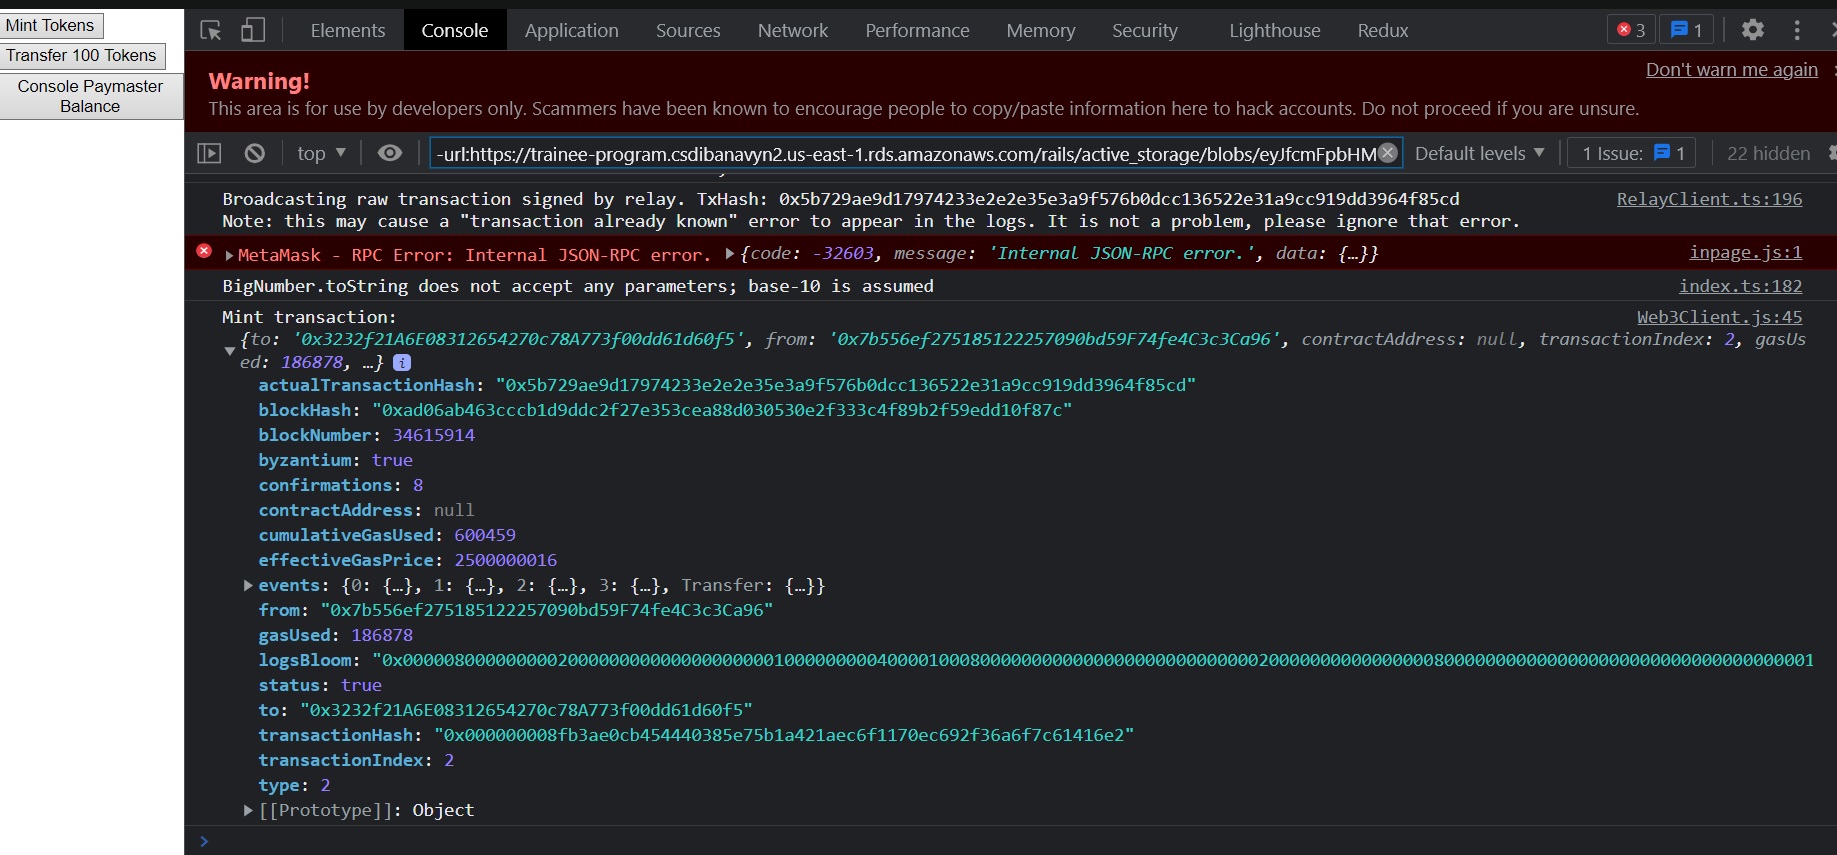 Mint Tokens
Transfer 100 Tokens
Console Paymaster
Balance
Elements Console Application Sources Network Performance Memory Security Lighthouse Redux 3 1
Warning! Don't warn me again
This area is for use by developers only. Scammers have been known to encourage people to copy/paste information here to hack accounts. Do not proceed if you are unsure.
top -url:https://trainee-program.csdibanavyn2.us-east-1.rds.amazonaws.com/rails/active_storage/blobs/eyJfcmFpbHM Default levels 1 Issue: 1 22 hidden
Broadcasting raw transaction signed by relay. TxHash: 0x5b729ae9d17974233e2e2e35e3a9f576b0dcc136522e31a9cc919dd3964f85cd RelayClient.ts:196
Note: this may cause a "transaction already known" error to appear in the logs. It is not a problem, please ignore that error.
MetaMask - RPC Error: Internal JSON-RPC error. {code: -32603, message: 'Internal JSON-RPC error.', data: {…}} inpage.js:1
BigNumber.toString does not accept any parameters; base-10 is assumed index.ts:182
Mint transaction: Web3Client.js:45
{to: '0x3232f21A6E08312654270c78A773f00dd61d60f5', from: '0x7b556ef275185122257090bd59F74fe4C3c3Ca96', contractAddress: null, transactionIndex: 2, gasUs
ed: 186878, …} i
actualTransactionHash: "0x5b729ae9d17974233e2e2e35e3a9f576b0dcc136522e31a9cc919dd3964f85cd"
blockHash: "0xad06ab463cccb1d9ddc2f27e353cea88d030530e2f333c4f89b2f59edd10f87c"
blockNumber: 34615914
byzantium: true
confirmations: 8
contractAddress: null
cumulativeGasUsed: 600459
effectiveGasPrice: 2500000016
events: {0: {…}, 1: {…}, 2: {…}, 3: {…}, Transfer: {…}}
from: "0x7b556ef275185122257090bd59F74fe4C3c3Ca96"
gasUsed: 186878
logsBloom:
status: true
to: "0x3232f21A6E08312654270c78A773f00dd61d60f5"
transactionHash: "0x000000008fb3ae0cb454440385e75b1a421aec6f1170ec692f36a6f7c61416e2"
transactionIndex: 2
type: 2
[[Prototype]]: Object